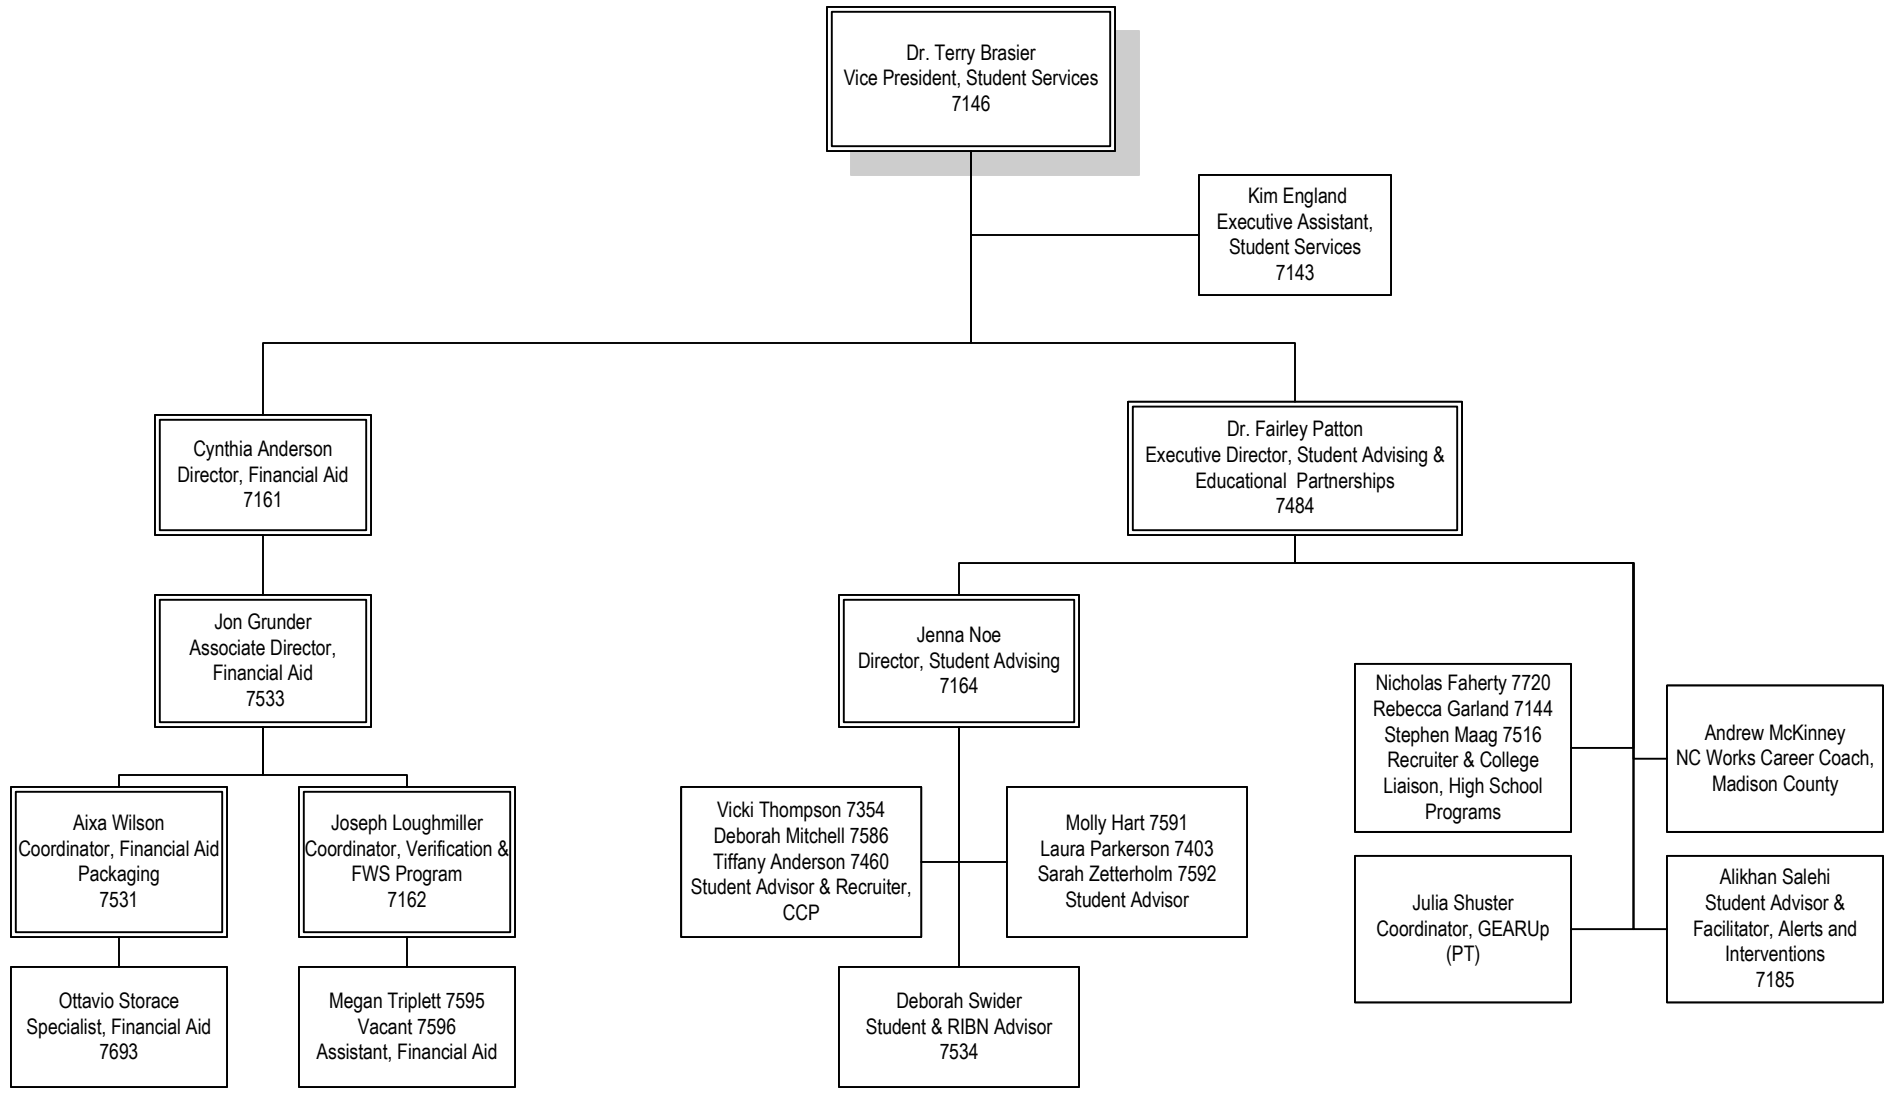 Dr. Terry Brasier
Vice President, Student Services
7146
Kim England
Executive Assistant,
Student Services
7143
Cynthia Anderson
Director, Financial Aid
7161
Dr. Fairley Patton
Executive Director, Student Advising &
Educational  Partnerships
7484
Jon Grunder
Associate Director,
Financial Aid
7533
Jenna Noe
Director, Student Advising
7164
Nicholas Faherty 7720
Rebecca Garland 7144
Stephen Maag 7516
Recruiter & College
Liaison, High School
Programs
Andrew McKinney
NC Works Career Coach,
Madison County
Aixa Wilson
Coordinator, Financial Aid
Packaging
7531
Joseph Loughmiller
Coordinator, Verification &
FWS Program
7162
Vicki Thompson 7354
Deborah Mitchell 7586
Tiffany Anderson 7460
Student Advisor & Recruiter,
CCP
Molly Hart 7591
Laura Parkerson 7403
Sarah Zetterholm 7592
Student Advisor
Julia Shuster
Coordinator, GEARUp
(PT)
Alikhan Salehi
Student Advisor &
Facilitator, Alerts and
Interventions
7185
Ottavio Storace
Specialist, Financial Aid
7693
Megan Triplett 7595
Vacant 7596
Assistant, Financial Aid
Deborah Swider
Student & RIBN Advisor
7534